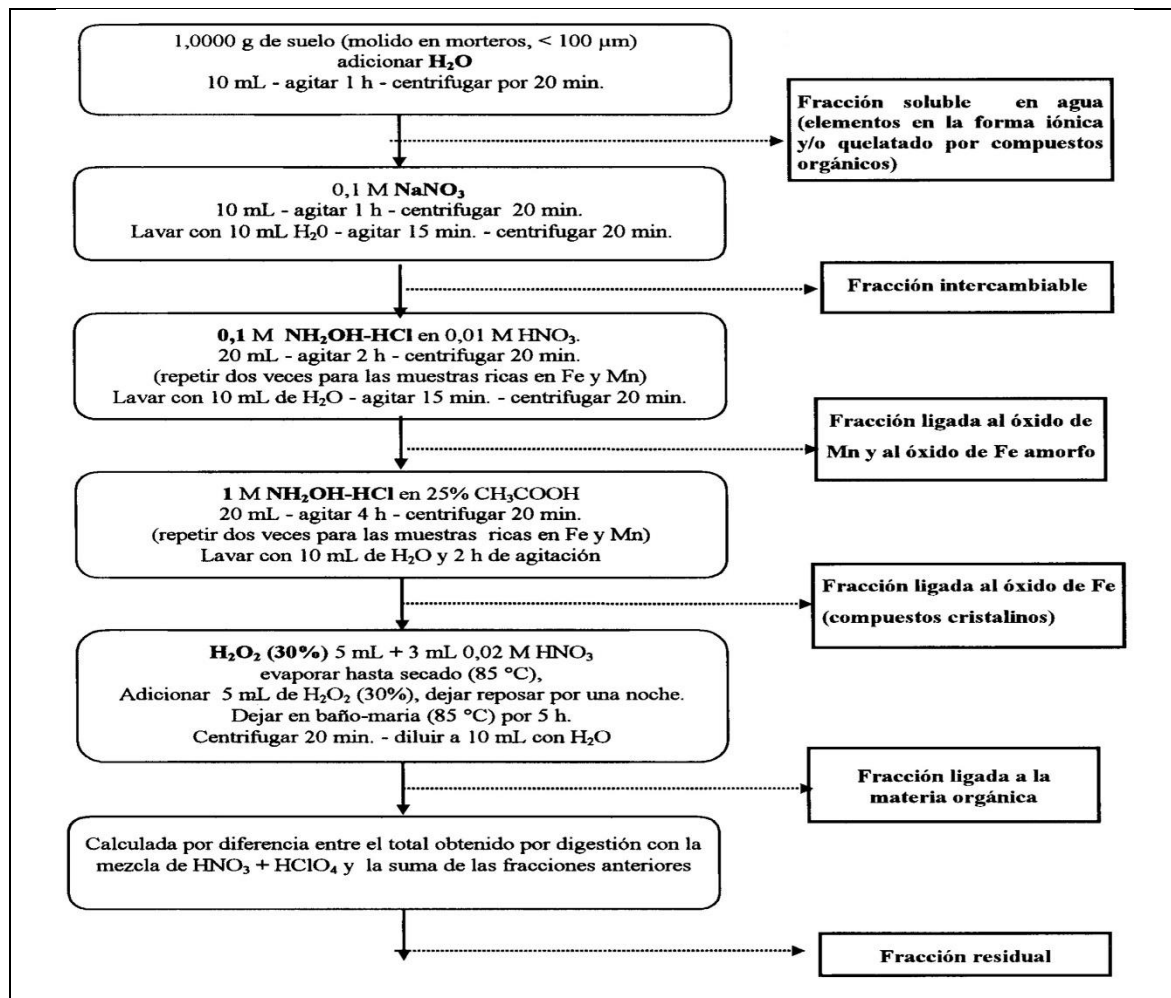 1,0000 g de suelo (molido en morteros, < 100 µm)
adicionar H₂O
10 mL - agitar 1 h - centrifugar por 20 min.
Fracción soluble en agua
(elementos en la forma iónica
y/o quelatado por compuestos
orgánicos)
0,1 M NaNO₃
10 mL - agitar 1 h - centrifugar 20 min.
Lavar con 10 mL H₂0 - agitar 15 min. - centrifugar 20 min.
Fracción intercambiable
0,1 M NH₂OH-HCl en 0,01 M HNO₃.
20 mL - agitar 2 h - centrifugar 20 min.
(repetir dos veces para las muestras ricas en Fe y Mn)
Lavar con 10 mL de H₂O - agitar 15 min. - centrifugar 20 min.
Fracción ligada al óxido de
Mn y al óxido de Fe amorfo
1 M NH₂OH-HCl en 25% CH₃COOH
20 mL - agitar 4 h - centrifugar 20 min.
(repetir dos veces para las muestras ricas en Fe y Mn)
Lavar con 10 mL de H₂O y 2 h de agitación
Fracción ligada al óxido de Fe
(compuestos cristalinos)
H₂O₂ (30%) 5 mL + 3 mL 0,02 M HNO₃
evaporar hasta secado (85 °C),
Adicionar 5 mL de H₂O₂ (30%), dejar reposar por una noche.
Dejar en baño-maria (85 °C) por 5 h.
Centrifugar 20 min. - diluir a 10 mL con H₂O
Fracción ligada a la
materia orgánica
Calculada por diferencia entre el total obtenido por digestión con la
mezcla de HNO₃ + HClO₄ y la suma de las fracciones anteriores
Fracción residual